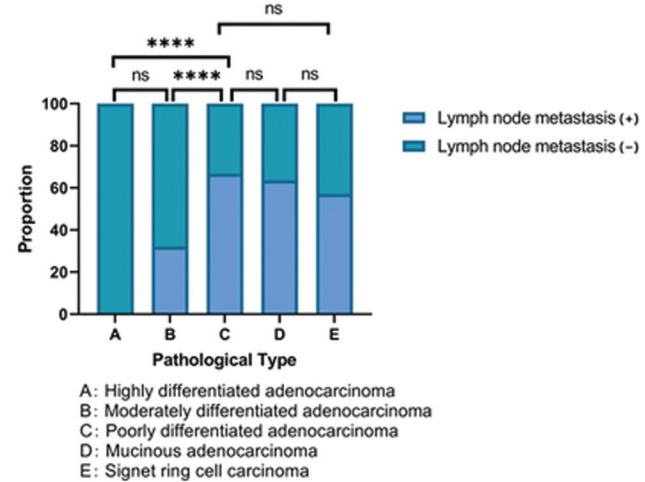 ns
****
ns
****
ns
ns
100
80
60
40
20
0
Proportion
A
B
C
D
E
Pathological Type
Lymph node metastasis (+)
Lymph node metastasis (−)
A: Highly differentiated adenocarcinoma
B: Moderately differentiated adenocarcinoma
C: Poorly differentiated adenocarcinoma
D: Mucinous adenocarcinoma
E: Signet ring cell carcinoma